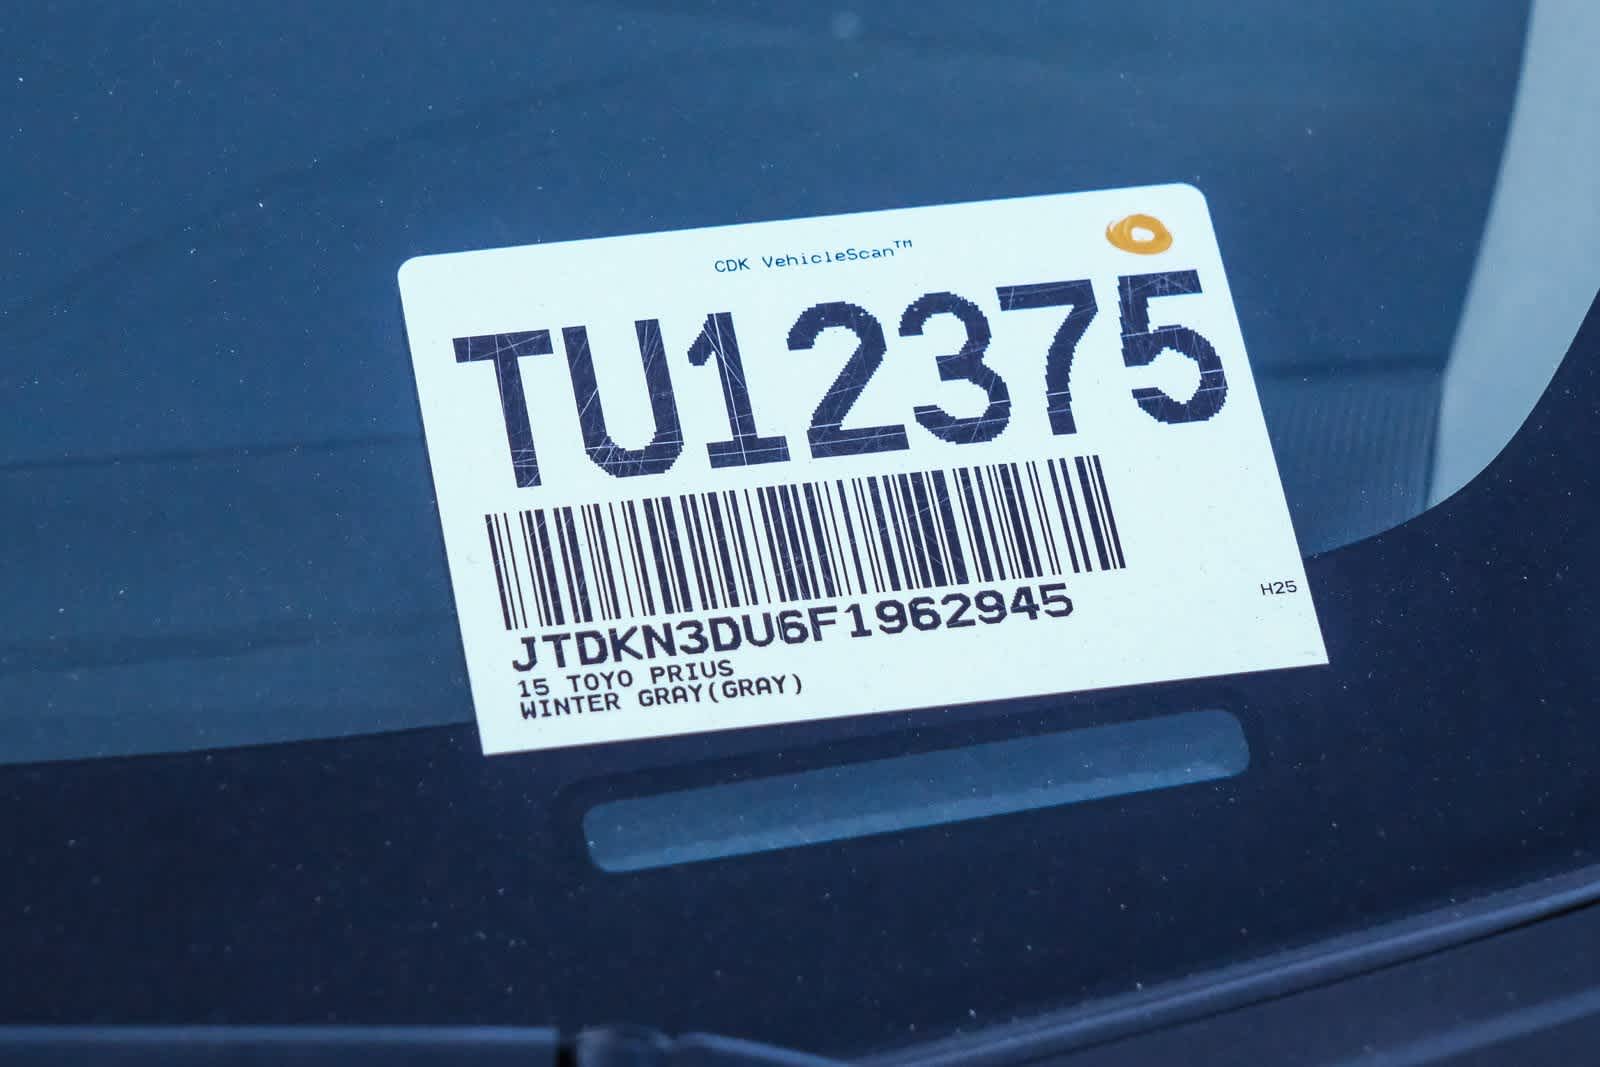 CDK VehicleScan™
TU12375
JTDKN3DU6F1962945
15 TOYO PRIUS
WINTER GRAY(GRAY)
H25